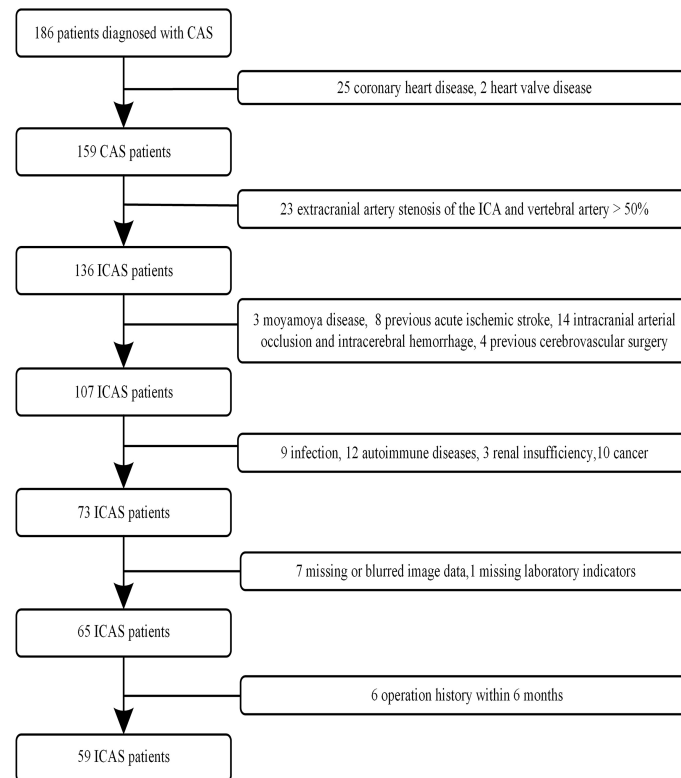 186 patients diagnosed with CAS
25 coronary heart disease, 2 heart valve disease
159 CAS patients
23 extracranial artery stenosis of the ICA and vertebral artery > 50%
136 ICAS patients
3 moyamoya disease, 8 previous acute ischemic stroke, 14 intracranial arterial
occlusion and intracerebral hemorrhage, 4 previous cerebrovascular surgery
107 ICAS patients
9 infection, 12 autoimmune diseases, 3 renal insufficiency,10 cancer
73 ICAS patients
7 missing or blurred image data,1 missing laboratory indicators
65 ICAS patients
6 operation history within 6 months
59 ICAS patients